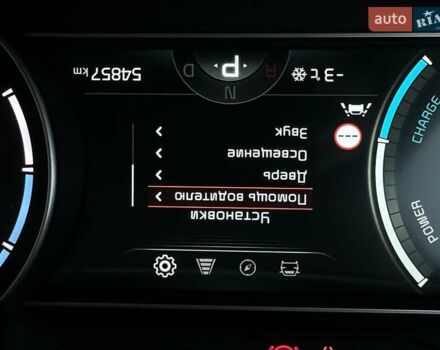 auto RIA
Установки
Помощь водителю
Дверь
Освещение
Звук
-3°C
R
P
D
N
54857 km
CHARGE
POWER